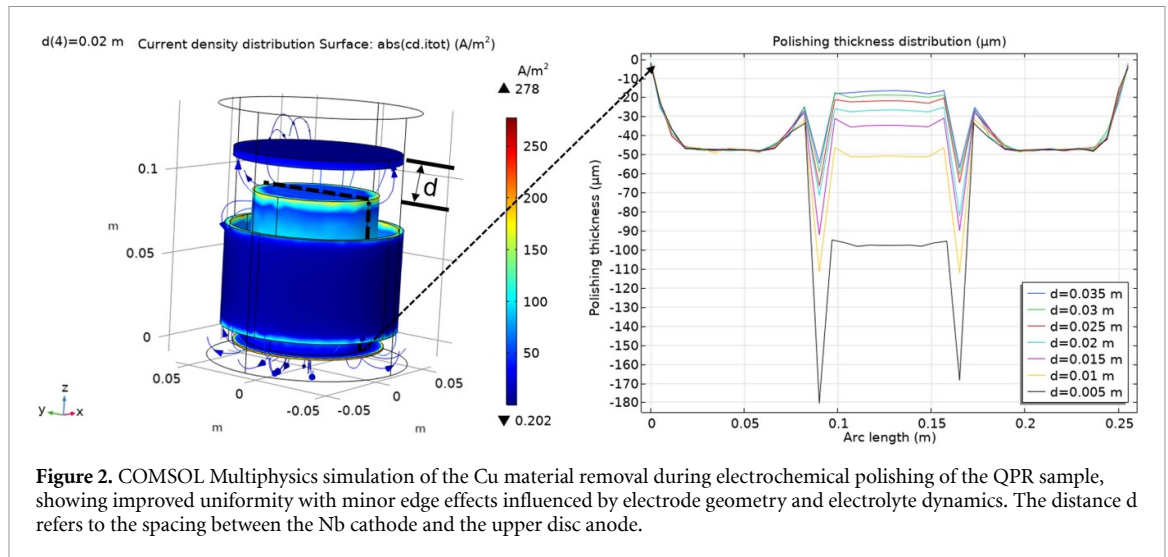 d(4)=0.02 m Current density distribution Surface: abs(cd.itot) (A/m²)
A/m²
▲ 278
250
200
150
100
50
▼ 0.202
0.1
m
0.05
0
d
0.05
0
-0.05
-0.05
0
0.05
m
m
z
y
x
Polishing thickness distribution (μm)
Polishing thickness (μm)
0
-10
-20
-30
-40
-50
-60
-70
-80
-90
-100
-110
-120
-130
-140
-150
-160
-170
-180
0
0.05
0.1
0.15
0.2
0.25
Arc length (m)
d=0.035 m
d=0.03 m
d=0.025 m
d=0.02 m
d=0.015 m
d=0.01 m
d=0.005 m
Figure 2. COMSOL Multiphysics simulation of the Cu material removal during electrochemical polishing of the QPR sample,
showing improved uniformity with minor edge effects influenced by electrode geometry and electrolyte dynamics. The distance d
refers to the spacing between the Nb cathode and the upper disc anode.